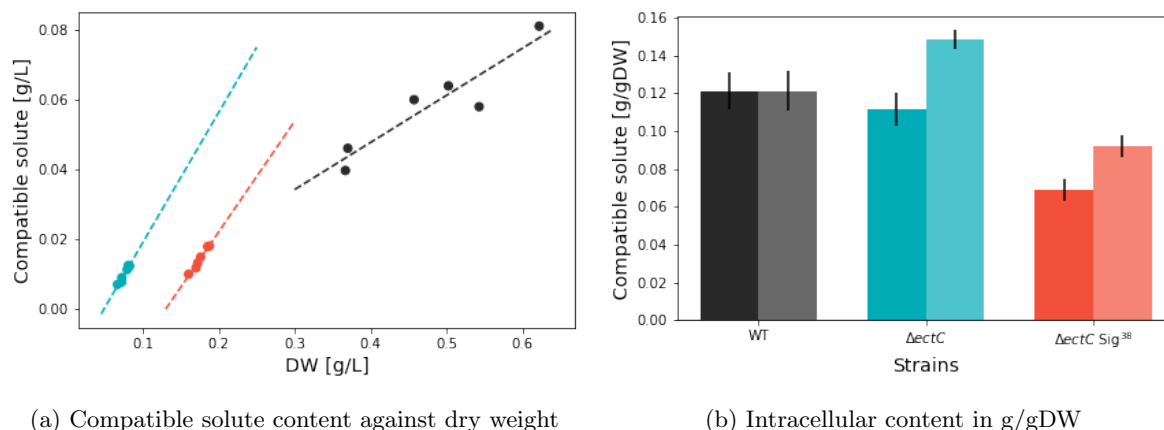 Compatible solute [g/L]
0.08
0.06
0.04
0.02
0.00
0.1 0.2 0.3 0.4 0.5 0.6
DW [g/L]
(a) Compatible solute content against dry weight
Compatible solute [g/gDW]
0.16
0.14
0.12
0.10
0.08
0.06
0.04
0.02
0.00
WT ΔectC ΔectC Sig³⁸
Strains
(b) Intracellular content in g/gDW